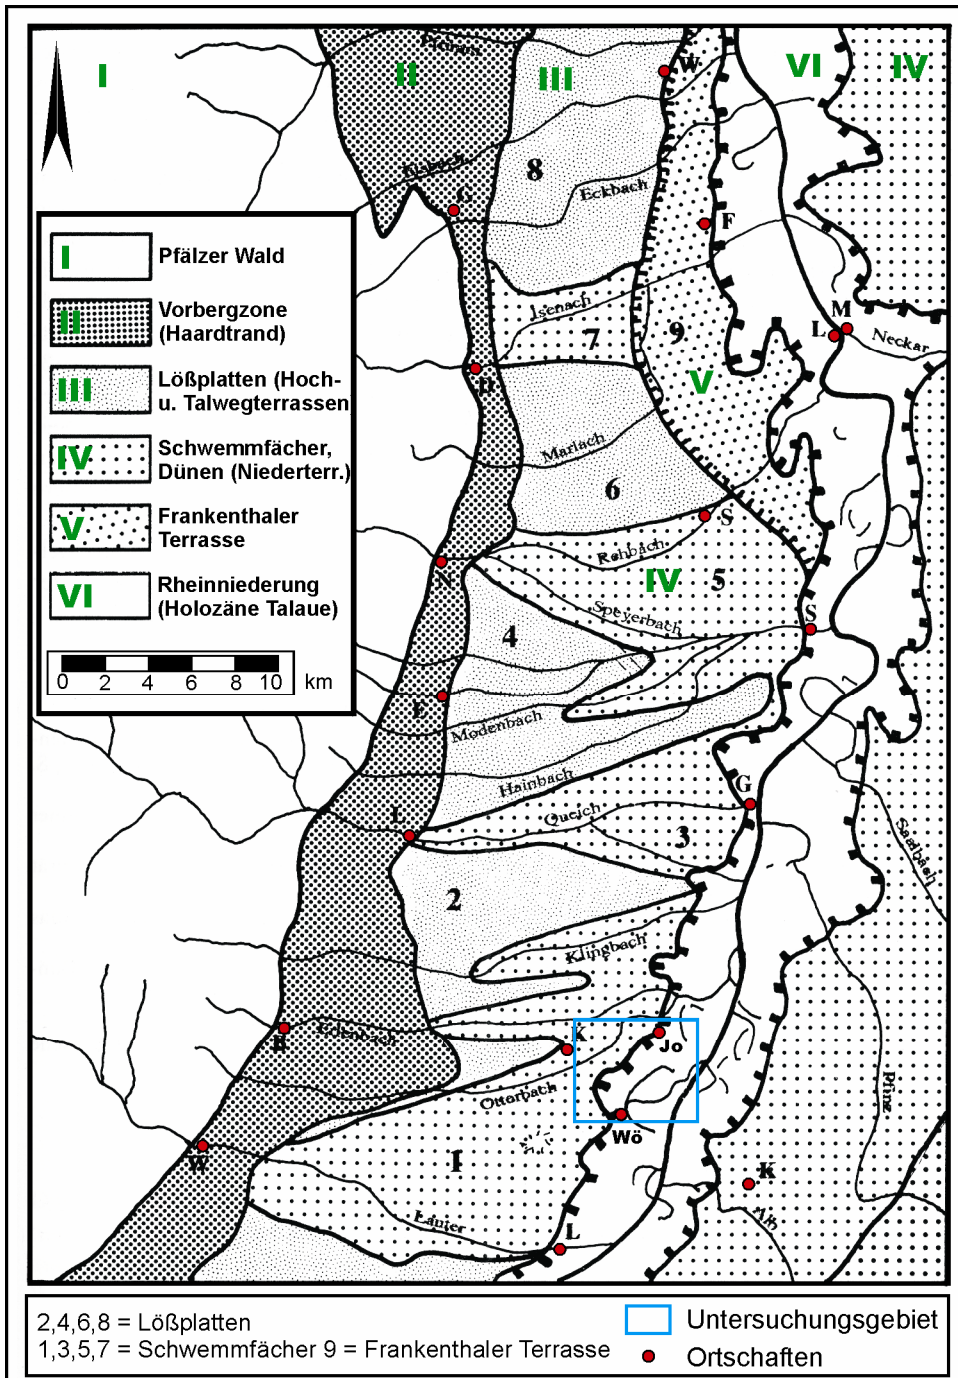 I
II
III
VI
IV
W
Eisbach
8
Eckbach
G
F
I
Pfälzer Wald
II
Vorbergzone
(Haardtrand)
III
Lößplatten (Hoch-
u. Talwegterrassen
IV
Schwemmfächer,
Dünen (Niederterr.)
V
Frankenthaler
Terrasse
VI
Rheinniederung
(Holozäne Talaue)
0 2 4 6 8 10 km
Isenach
7
9
M
L
Neckar
D
V
Marlach
6
S
Rehbach
N
IV 5
Speyerbach
S
4
E
Modenbach
Hainbach
G
Queich
L
3
Saalbach
2
Klingbach
Erlenbach
B
K
Jo
Otterbach
Pfinz
Wö
W
1
K
Lauter
L
Alb
2,4,6,8 = Lößplatten
1,3,5,7 = Schwemmfächer 9 = Frankenthaler Terrasse
Untersuchungsgebiet
Ortschaften